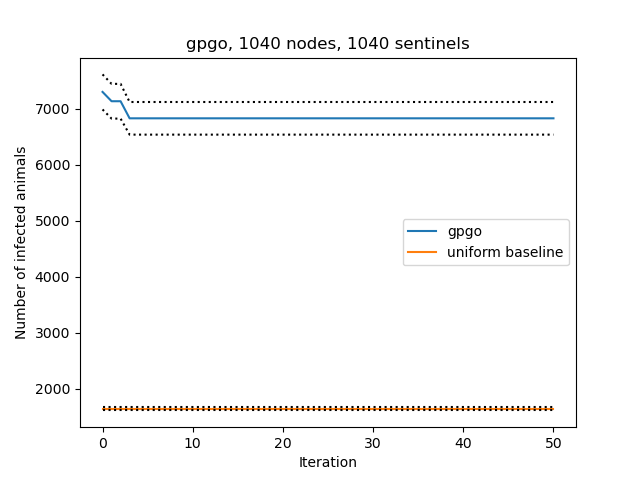 gpgo, 1040 nodes, 1040 sentinels
Number of infected animals
7000
6000
5000
4000
3000
2000
gpgo
uniform baseline
0 10 20 30 40 50
Iteration